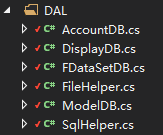 DAL
C# AccountDB.cs
C# DisplayDB.cs
C# FDataSetDB.cs
C# FileHelper.cs
C# ModelDB.cs
C# SqlHelper.cs